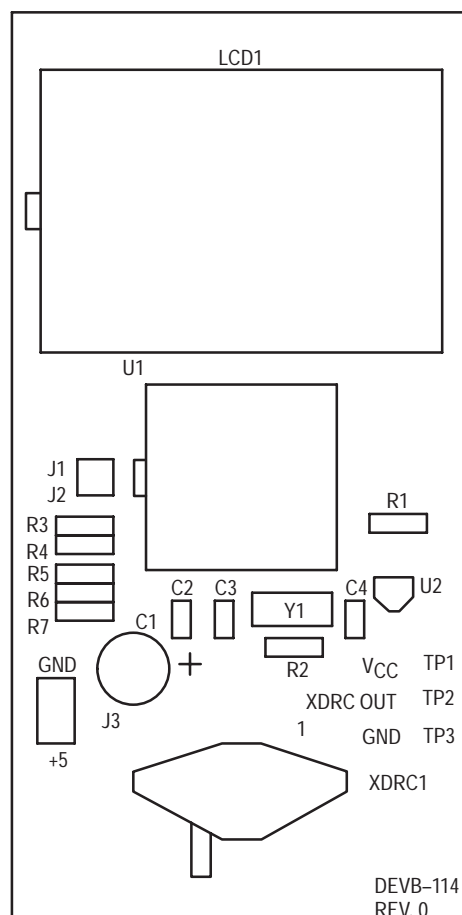 LCD1
U1
J1
J2
R1
R3
R4
R5
R6
R7
C2
C3
C4
U2
C1
Y1
R2
GND
VCC TP1
XDRC OUT TP2
J3
1
GND TP3
+5
XDRC1
DEVB–114
REV. 0